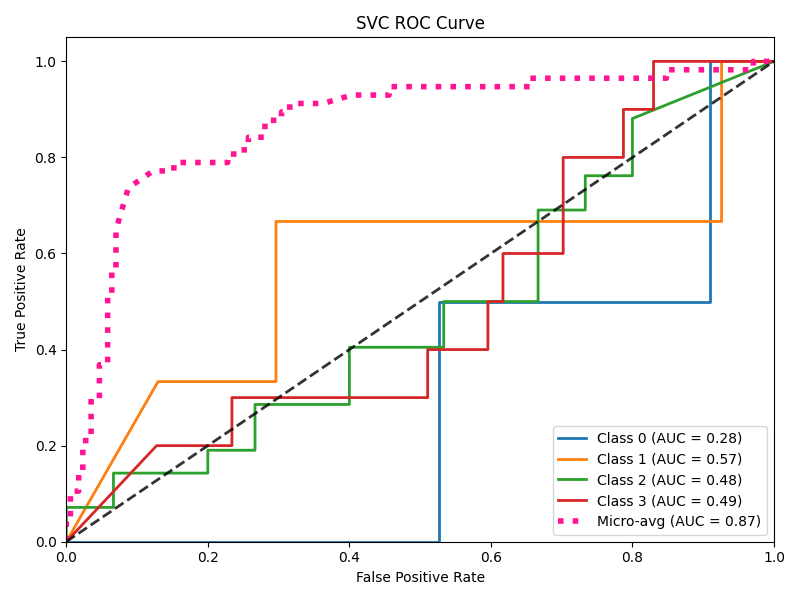 SVC ROC Curve
True Positive Rate
1.0
0.8
0.6
0.4
0.2
0.0
0.0 0.2 0.4 0.6 0.8 1.0
False Positive Rate
Class 0 (AUC = 0.28)
Class 1 (AUC = 0.57)
Class 2 (AUC = 0.48)
Class 3 (AUC = 0.49)
Micro-avg (AUC = 0.87)